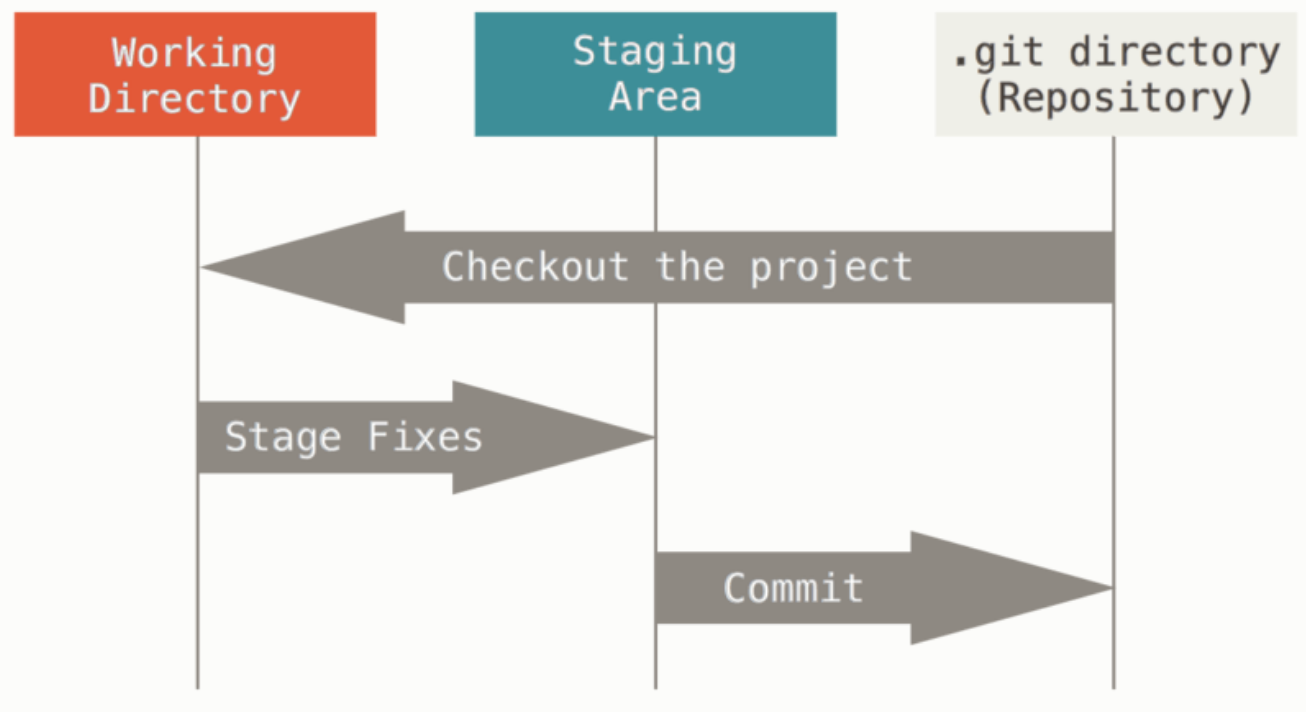 Working
Directory
Staging
Area
.git directory
(Repository)
Checkout the project
Stage Fixes
Commit